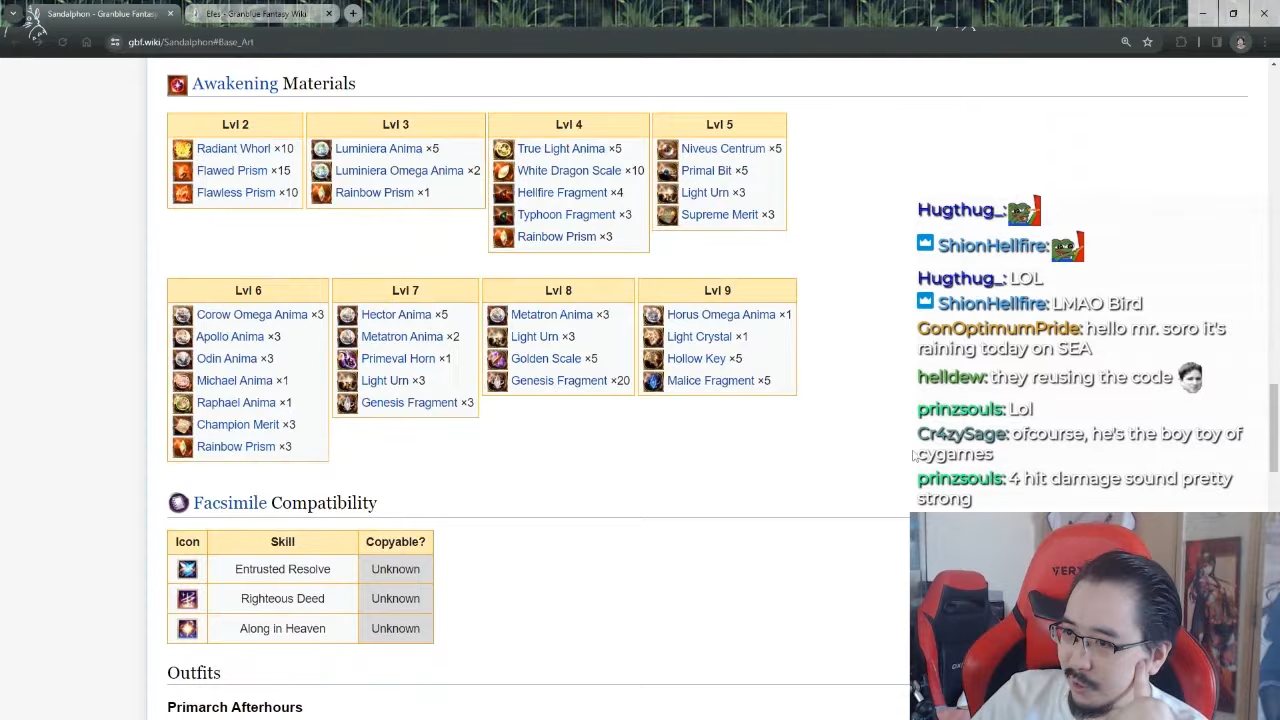 Sandalphon - Granblue Fantasy
Efes - Granblue Fantasy Wiki
gbf.wiki/Sandalphon#Base_Art
Awakening Materials
Lvl 2 Lvl 3 Lvl 4 Lvl 5
Radiant Whorl ×10 Luminiera Anima ×5 True Light Anima ×5 Niveus Centrum ×5
Flawed Prism ×15 Luminiera Omega Anima ×2 White Dragon Scale ×10 Primal Bit ×5
Flawless Prism ×10 Rainbow Prism ×1 Hellfire Fragment ×4 Light Urn ×3
Typhoon Fragment ×3 Supreme Merit ×3
Rainbow Prism ×3
Lvl 6 Lvl 7 Lvl 8 Lvl 9
Corow Omega Anima ×3 Hector Anima ×5 Metatron Anima ×3 Horus Omega Anima ×1
Apollo Anima ×3 Metatron Anima ×2 Light Urn ×3 Light Crystal ×1
Odin Anima ×3 Primeval Horn ×1 Golden Scale ×5 Hollow Key ×5
Michael Anima ×1 Light Urn ×3 Genesis Fragment ×20 Malice Fragment ×5
Raphael Anima ×1 Genesis Fragment ×3
Champion Merit ×3
Rainbow Prism ×3
Facsimile Compatibility
Icon Skill Copyable?
Entrusted Resolve Unknown
Righteous Deed Unknown
Along in Heaven Unknown
Outfits
Primarch Afterhours
Hugthug_:
ShionHellfire:
Hugthug_: LOL
ShionHellfire: LMAO Bird
GonOptimumPride: hello mr. soro it's
raining today on SEA
helldew: they reusing the code
prinzsouls: Lol
Cr4zySage: ofcourse, he's the boy toy of
cygames
prinzsouls: 4 hit damage sound pretty
strong